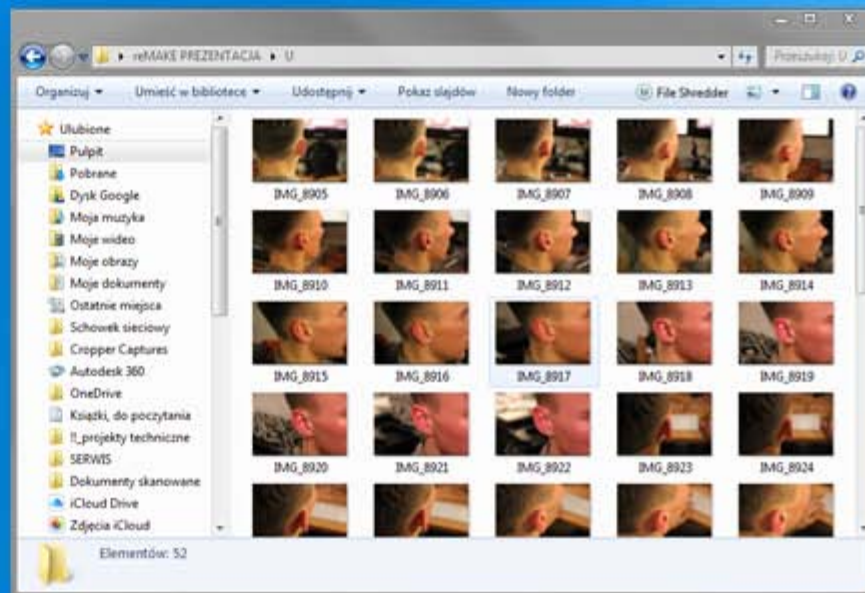 reMAKE PREZENTACJA ▸ U
Przeszukaj: U
Organizuj
Umieść w bibliotece
Udostępnij
Pokaz slajdów
Nowy folder
File Shredder
Ulubione
Pulpit
Pobrane
Dysk Google
Moja muzyka
Moje wideo
Moje obrazy
Moje dokumenty
Ostatnie miejsca
Schowek sieciowy
Cropper Captures
Autodesk 360
OneDrive
Książki, do poczytania
!!_projekty techniczne
SERWIS
Dokumenty skanowane
iCloud Drive
Zdjęcia iCloud
IMG_8905 IMG_8906 IMG_8907 IMG_8908 IMG_8909
IMG_8910 IMG_8911 IMG_8912 IMG_8913 IMG_8914
IMG_8915 IMG_8916 IMG_8917 IMG_8918 IMG_8919
IMG_8920 IMG_8921 IMG_8922 IMG_8923 IMG_8924
Elementów: 52